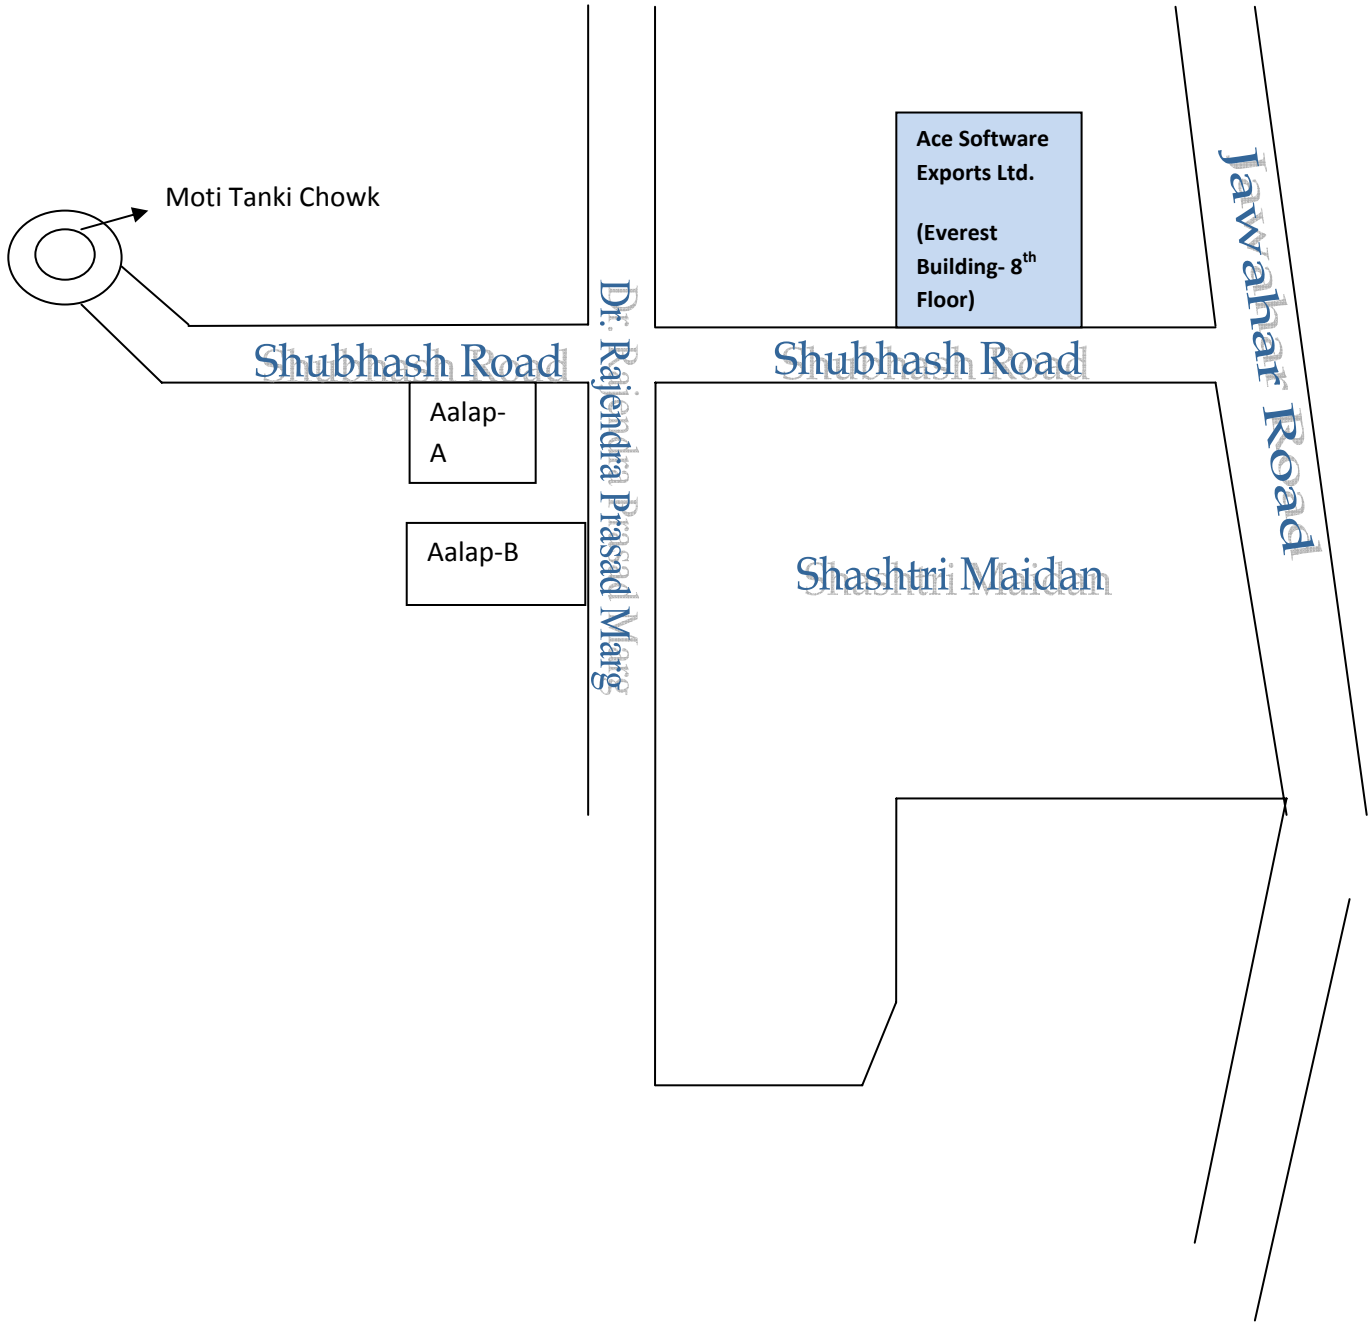 Moti Tanki Chowk
Ace Software
Exports Ltd.
(Everest
Building- 8th
Floor)
Jawahar Road
Dr. Rajendra Prasad Marg
Shubhash Road
Shubhash Road
Aalap-
A
Aalap-B
Shashtri Maidan